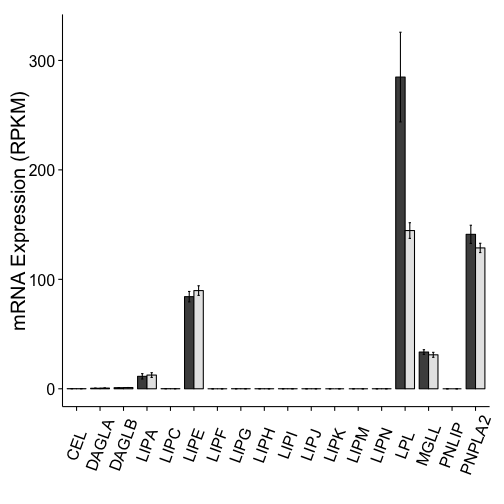 mRNA Expression (RPKM)
300
200
100
0
CEL
DAGLA
DAGLB
LIPA
LIPC
LIPE
LIPF
LIPG
LIPH
LIPI
LIPJ
LIPK
LIPM
LIPN
LPL
MGLL
PNLIP
PNPLA2